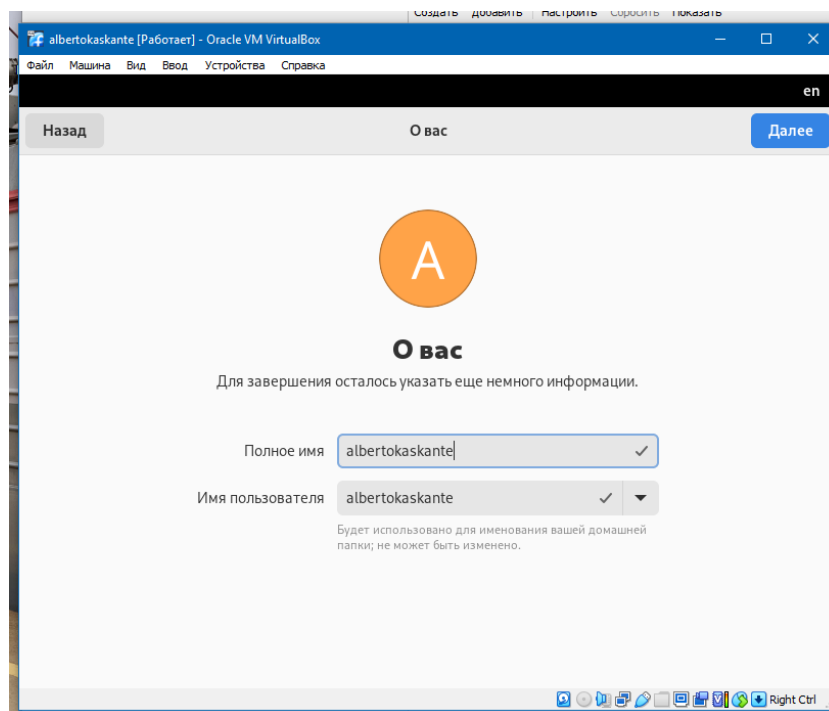 Создать Добавить Настроить Сбросить Показать
albertokaskante [Работает] - Oracle VM VirtualBox
Файл Машина Вид Ввод Устройства Справка
en
Назад О вас Далее
A
О вас
Для завершения осталось указать еще немного информации.
Полное имя albertokaskante
Имя пользователя albertokaskante
Будет использовано для именования вашей домашней
папки; не может быть изменено.
Right Ctrl